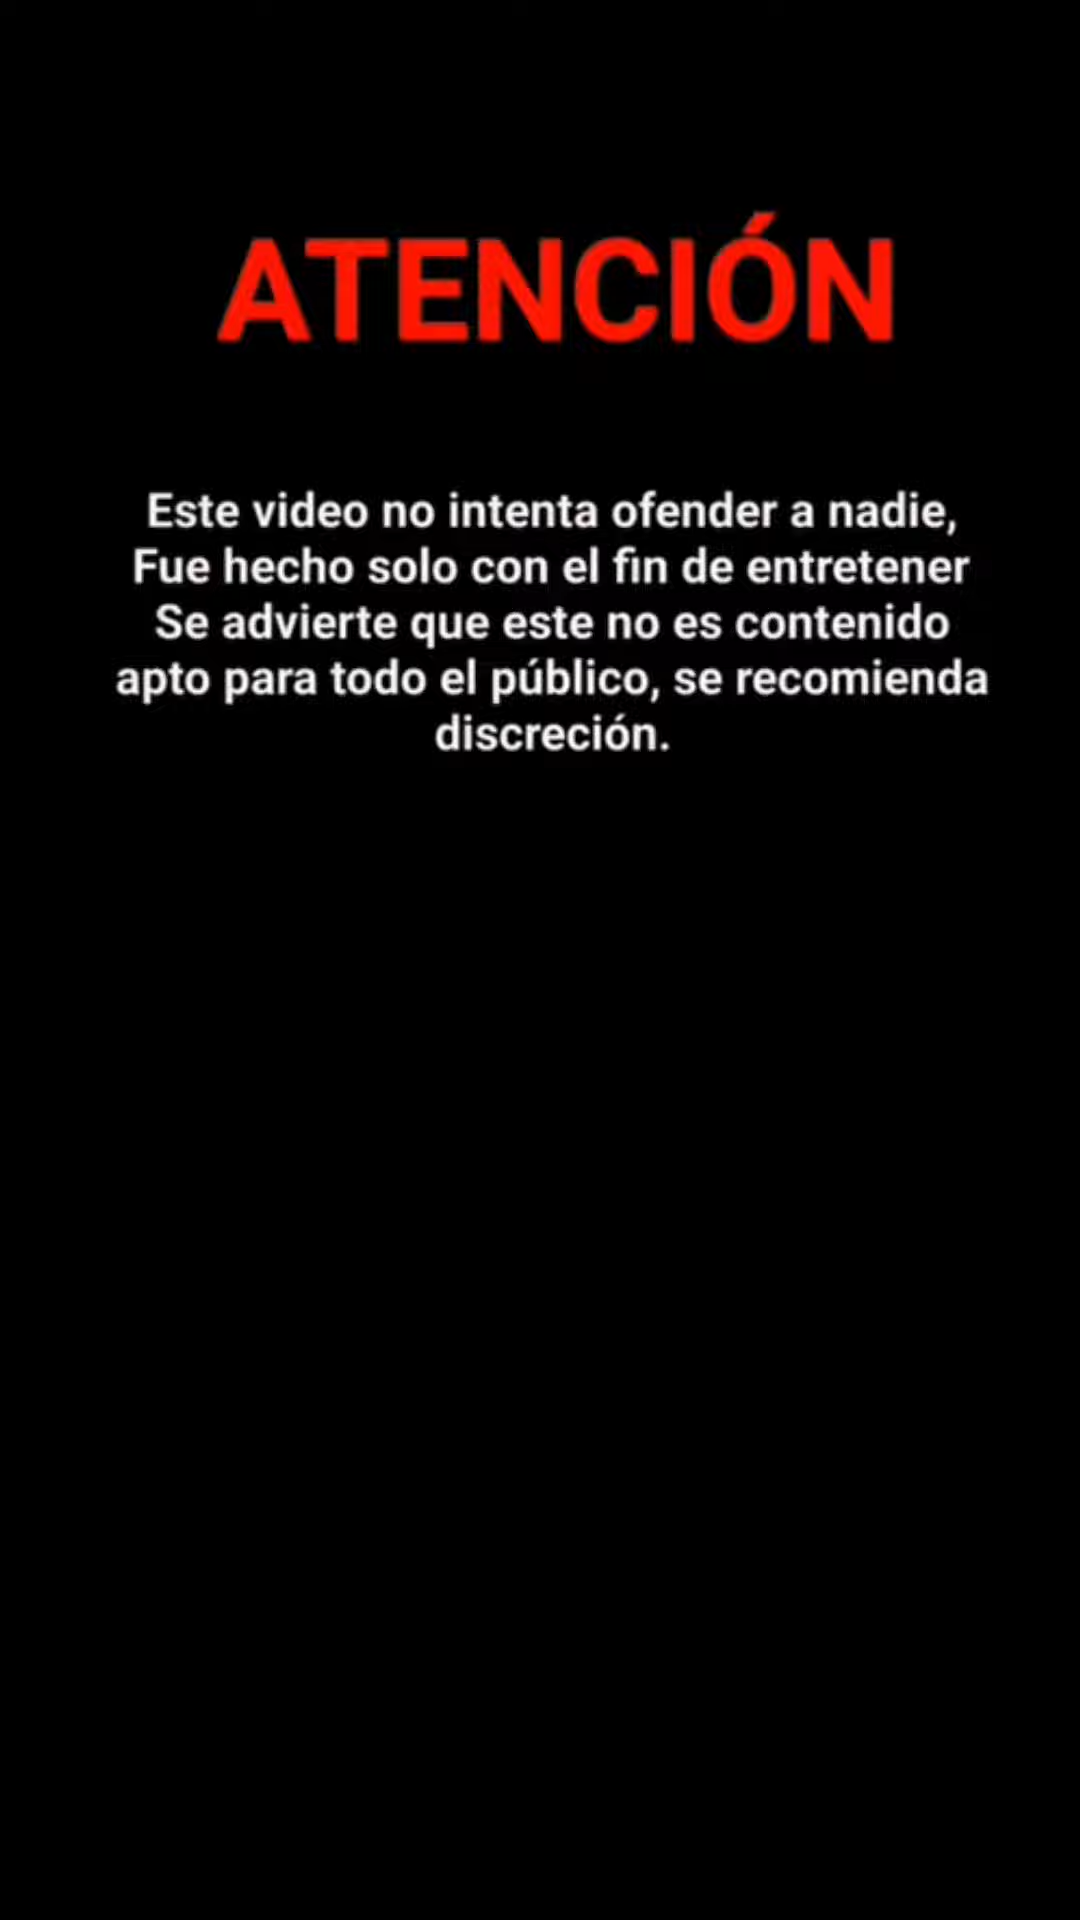 ATENCIÓN
Este video no intenta ofender a nadie,
Fue hecho solo con el fin de entretener
Se advierte que este no es contenido
apto para todo el público, se recomienda
discreción.